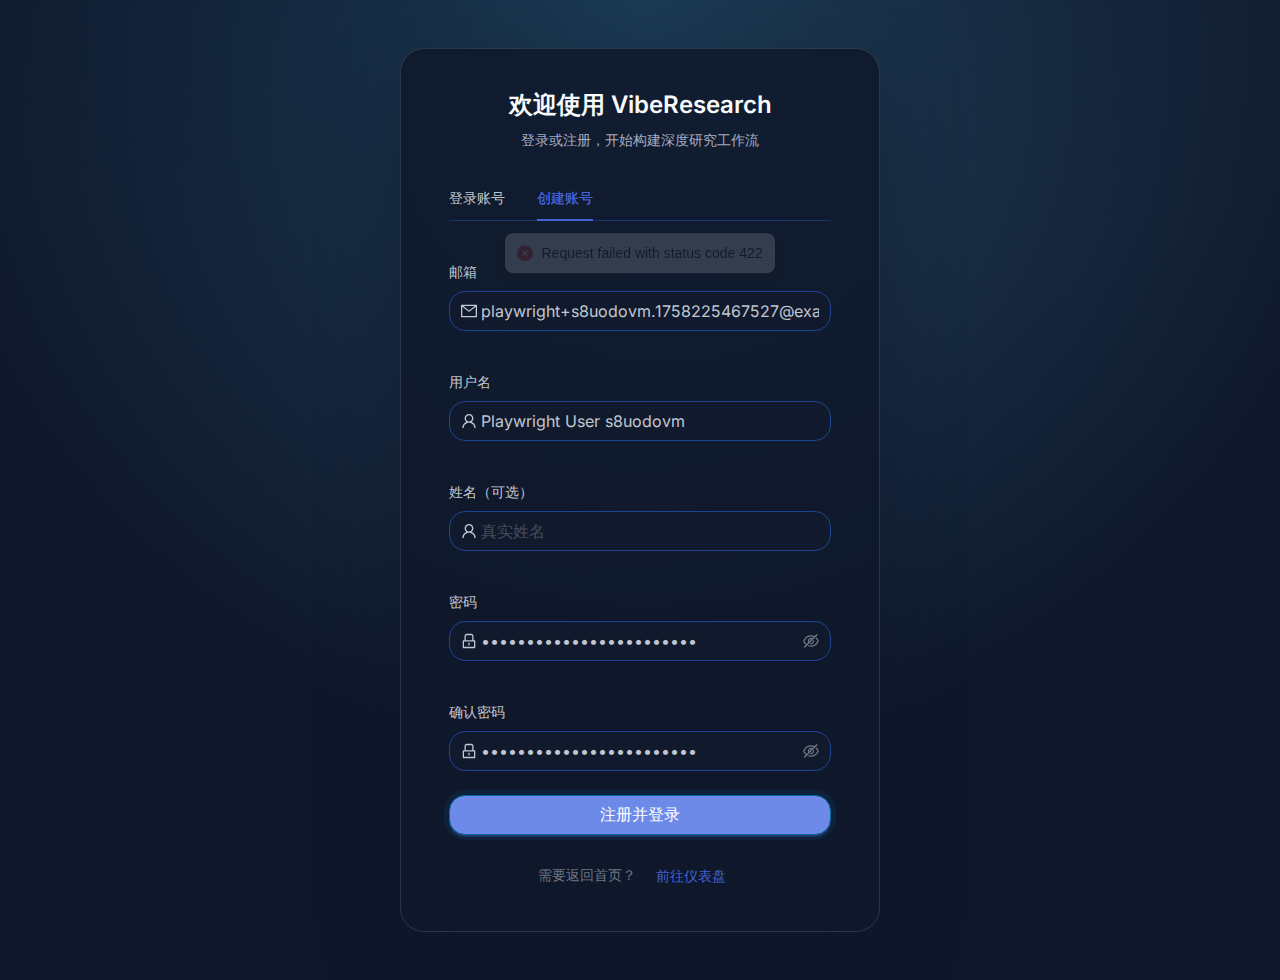 欢迎使用 VibeResearch
登录或注册，开始构建深度研究工作流
登录账号 创建账号
Request failed with status code 422
邮箱
playwright+s8uodovm.1758225467527@exa
用户名
Playwright User s8uodovm
姓名（可选）
真实姓名
密码
••••••••••••••••••••••••
确认密码
••••••••••••••••••••••••
注册并登录
需要返回首页？ 前往仪表盘